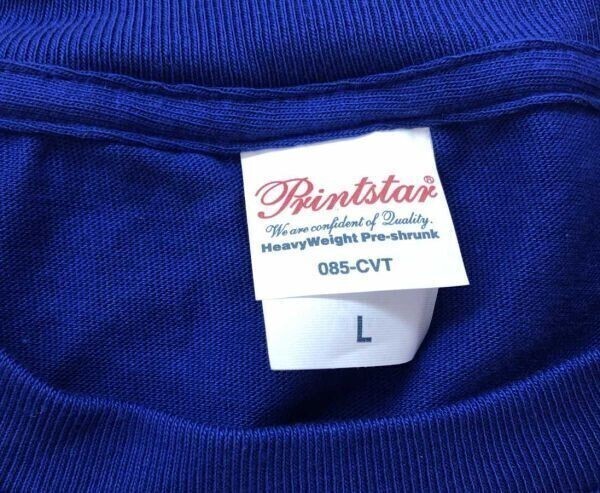 Printstar®
We are confident of Quality.
HeavyWeight Pre-shrunk
085-CVT
L